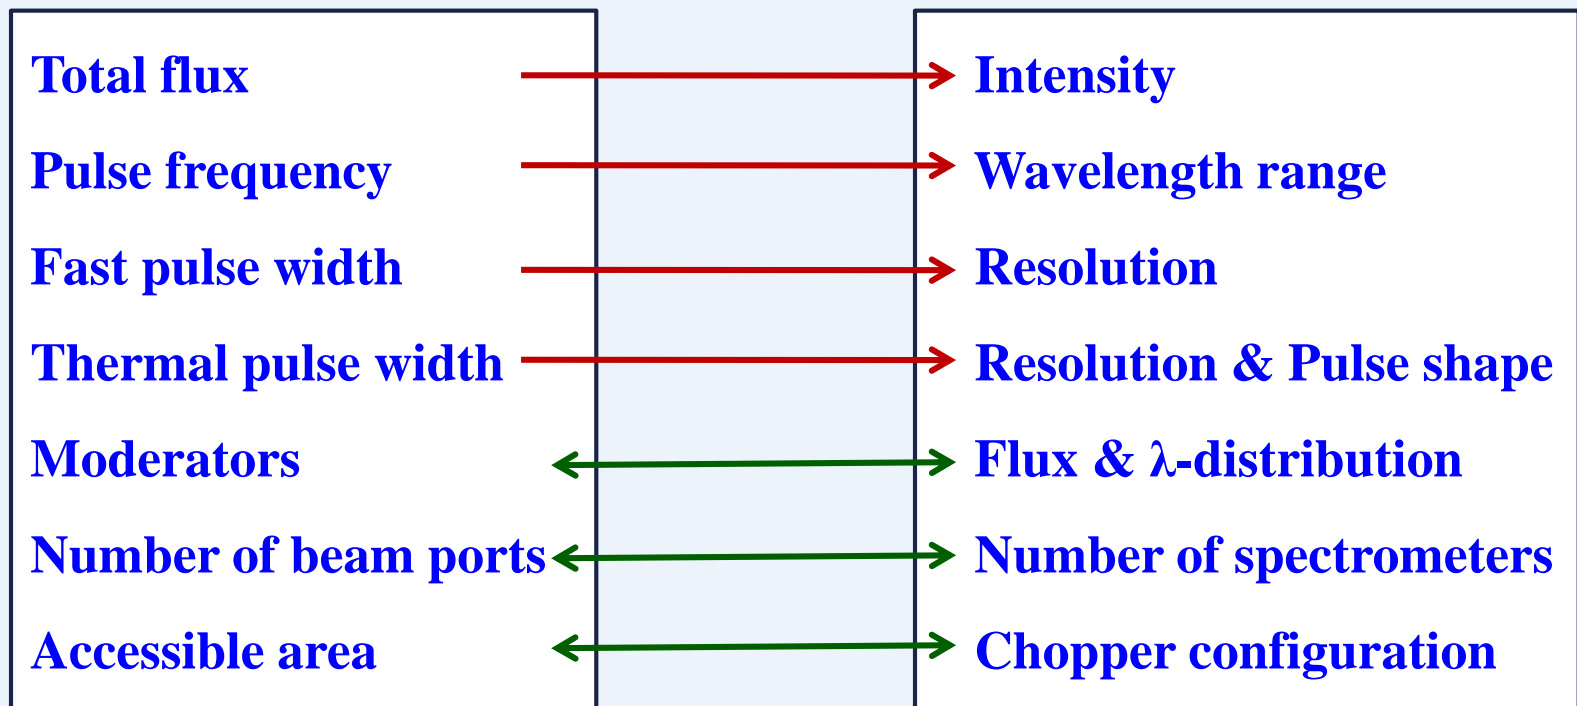 Total flux
Intensity
Pulse frequency
Wavelength range
Fast pulse width
Resolution
Thermal pulse width
Resolution & Pulse shape
Moderators
Flux & λ-distribution
Number of beam ports
Number of spectrometers
Accessible area
Chopper configuration